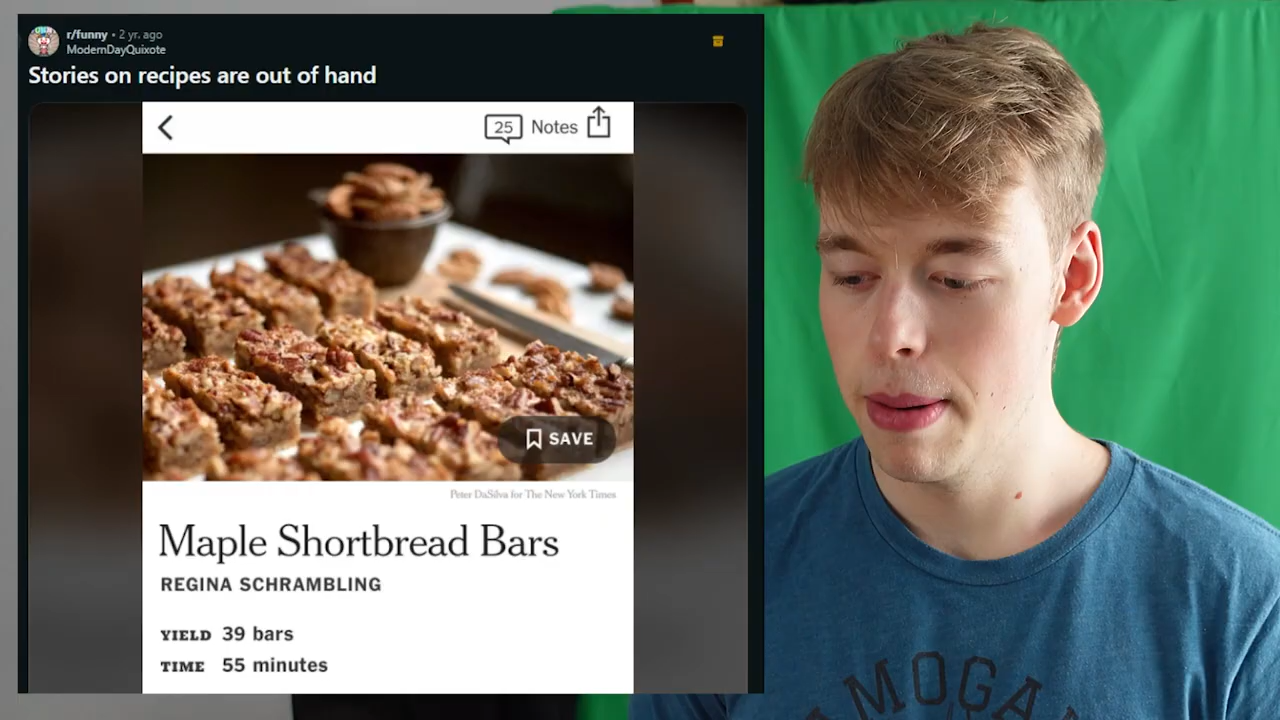 r/funny • 2 yr. ago
ModernDayQuixote
Stories on recipes are out of hand
25 Notes
SAVE
Peter DaSilva for The New York Times
Maple Shortbread Bars
REGINA SCHRAMBLING
YIELD 39 bars
TIME 55 minutes
AMOGA